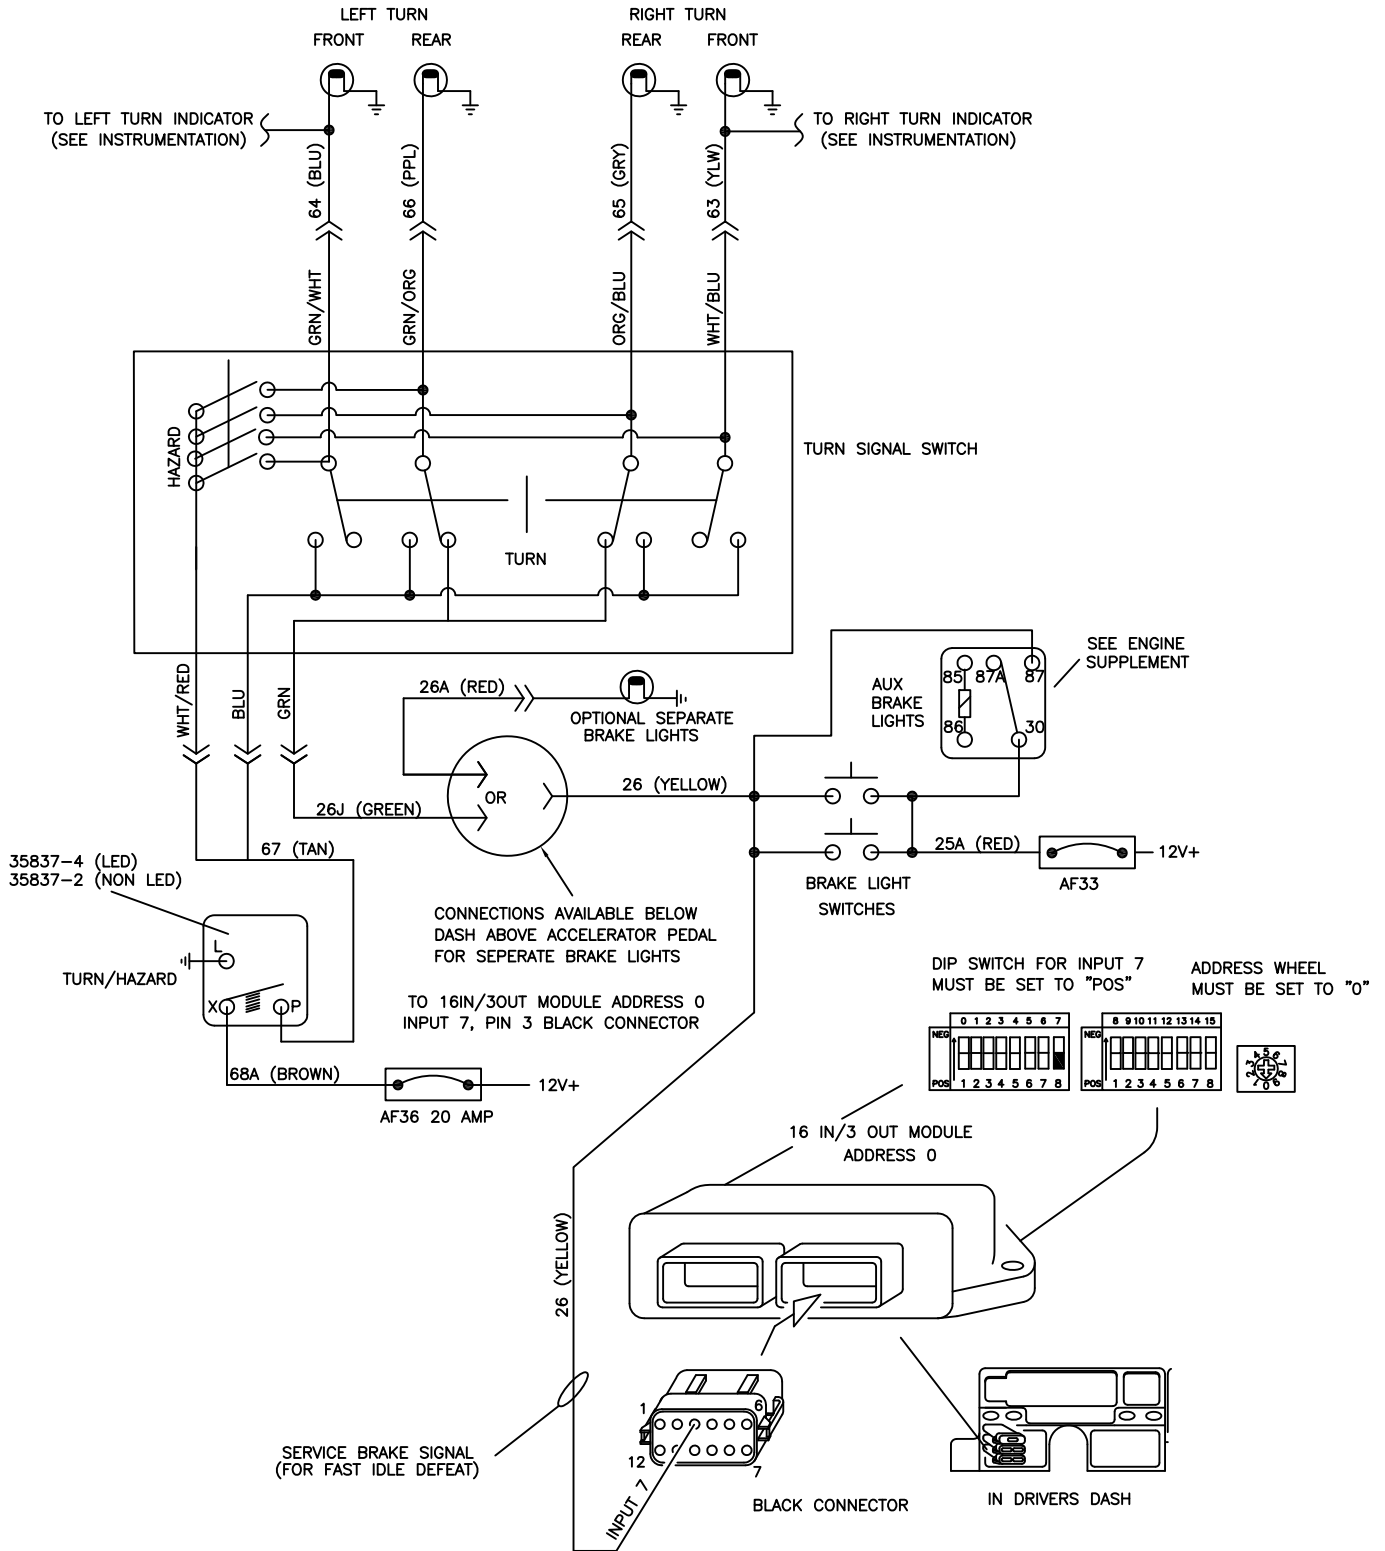 LEFT TURN
RIGHT TURN
FRONT
REAR
REAR
FRONT
TO LEFT TURN INDICATOR
(SEE INSTRUMENTATION)
TO RIGHT TURN INDICATOR
(SEE INSTRUMENTATION)
64 (BLU)
66 (PPL)
65 (GRY)
63 (YLW)
GRN/WHT
GRN/ORG
ORG/BLU
WHT/BLU
HAZARD
TURN SIGNAL SWITCH
TURN
WHT/RED
BLU
GRN
26A (RED)
OPTIONAL SEPARATE
BRAKE LIGHTS
AUX
BRAKE
LIGHTS
85
87A
87
86
30
SEE ENGINE
SUPPLEMENT
OR
26 (YELLOW)
26J (GREEN)
67 (TAN)
25A (RED)
12V+
AF33
BRAKE LIGHT
SWITCHES
35837-4 (LED)
35837-2 (NON LED)
CONNECTIONS AVAILABLE BELOW
DASH ABOVE ACCELERATOR PEDAL
FOR SEPERATE BRAKE LIGHTS
L
TURN/HAZARD
X
P
TO 16IN/3OUT MODULE ADDRESS 0
INPUT 7, PIN 3 BLACK CONNECTOR
DIP SWITCH FOR INPUT 7
MUST BE SET TO "POS"
ADDRESS WHEEL
MUST BE SET TO "0"
0 1 2 3 4 5 6 7
NEG
POS
1 2 3 4 5 6 7 8
8 9 10 11 12 13 14 15
NEG
POS
1 2 3 4 5 6 7 8
0 1 2 3 4 5 6 7 8 9
68A (BROWN)
12V+
AF36 20 AMP
16 IN/3 OUT MODULE
ADDRESS 0
26 (YELLOW)
1
6
12
7
INPUT 7
SERVICE BRAKE SIGNAL
(FOR FAST IDLE DEFEAT)
BLACK CONNECTOR
IN DRIVERS DASH